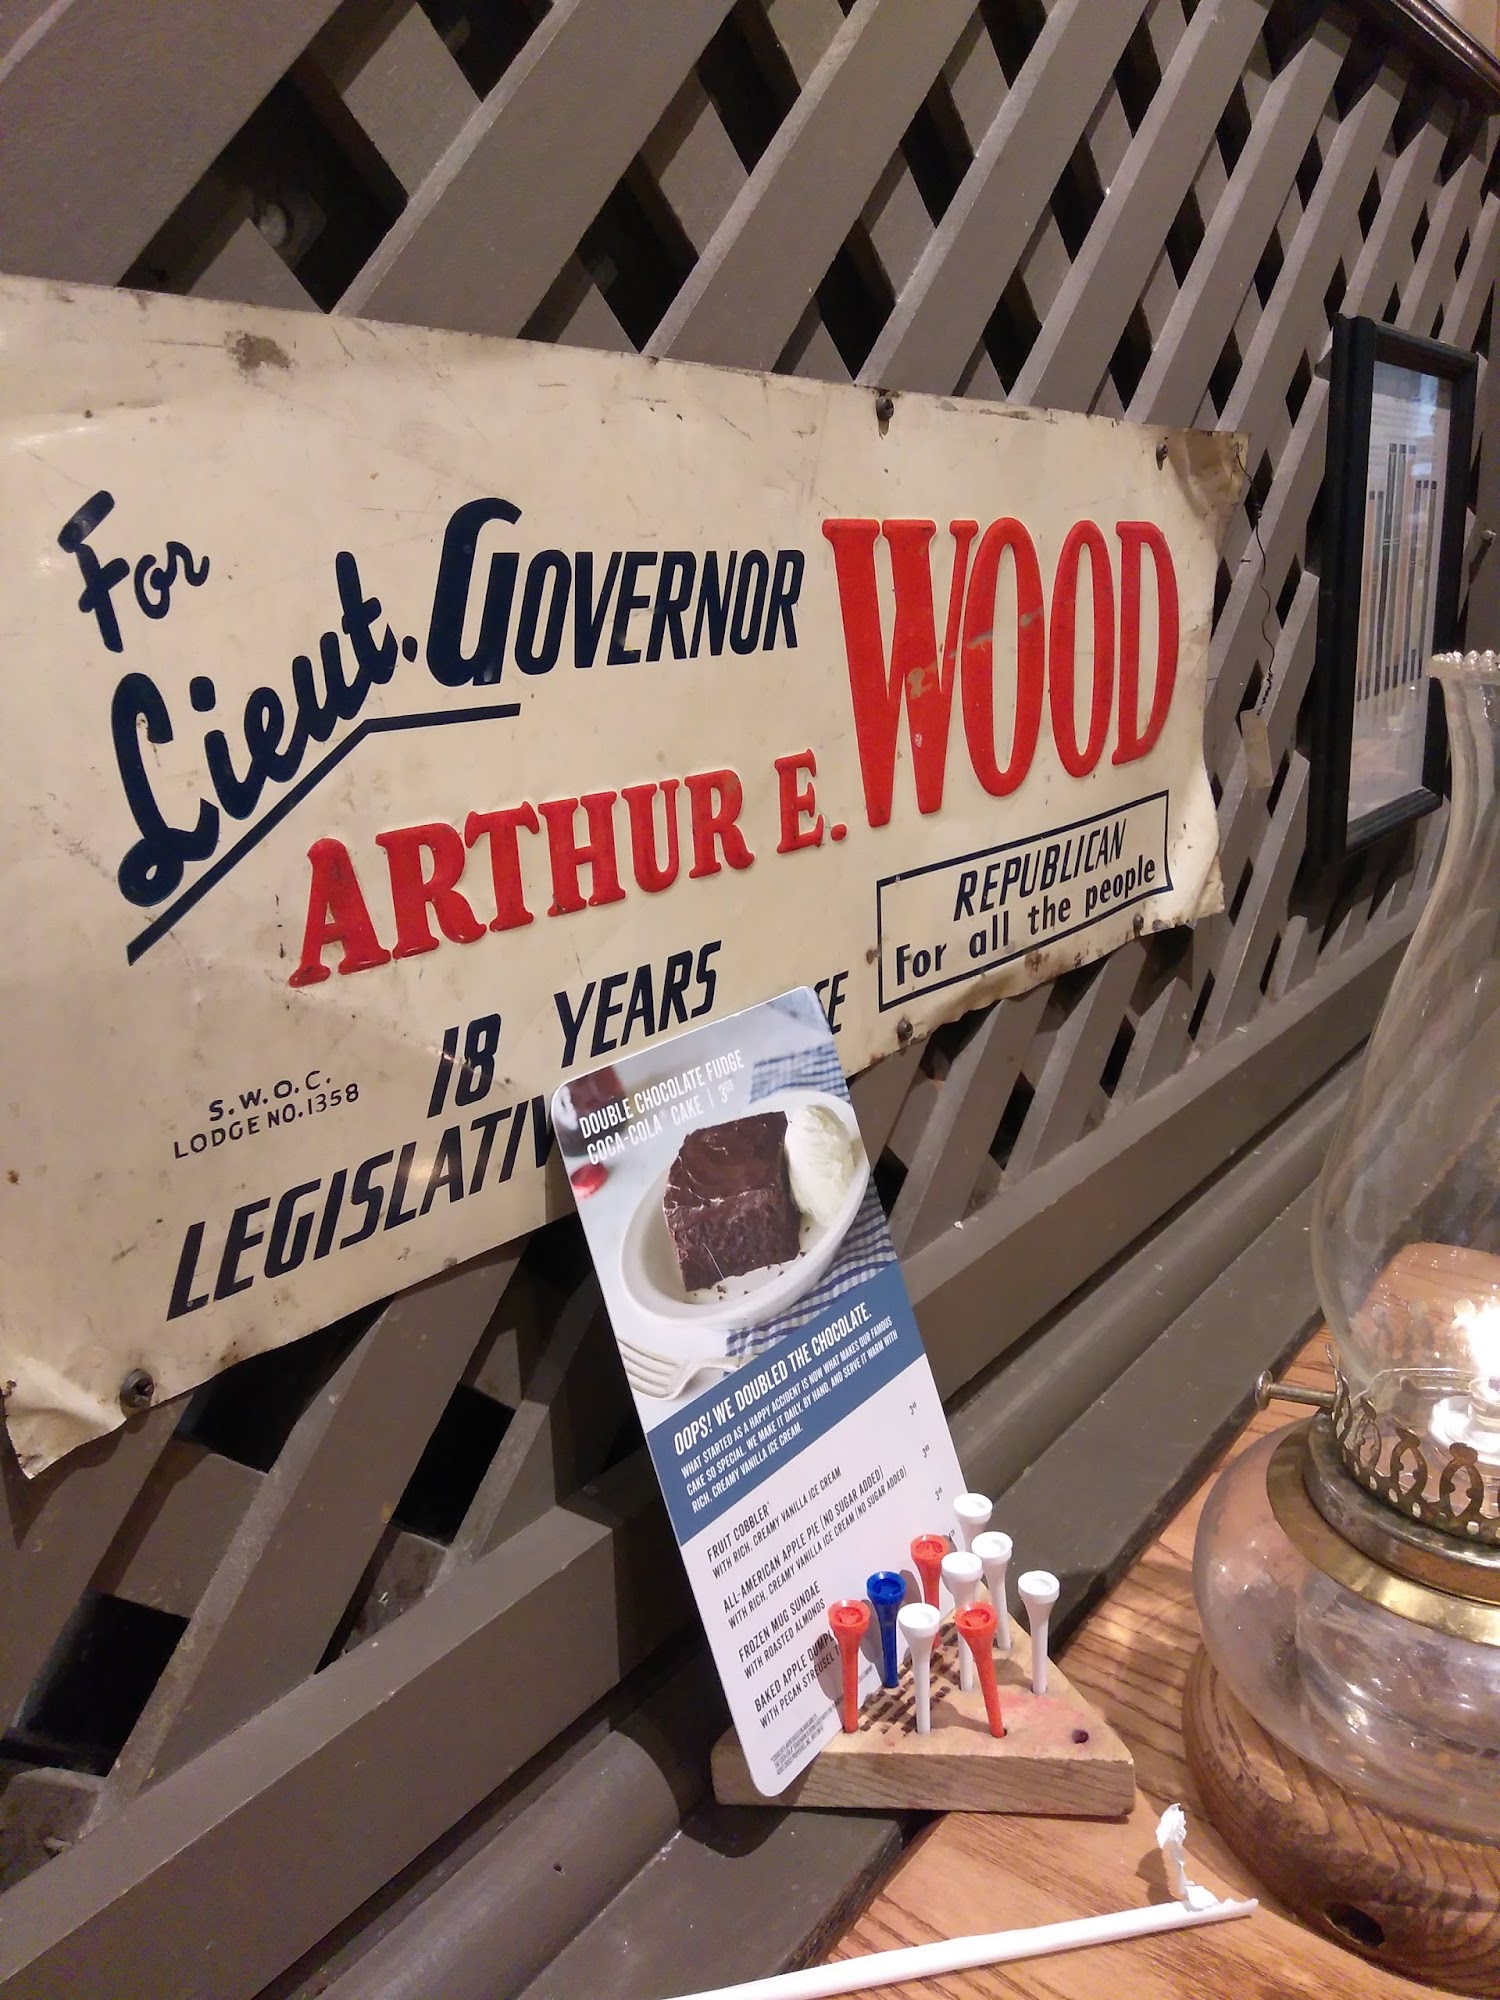 For
Lieut. GOVERNOR
ARTHUR E. WOOD
REPUBLICAN
For all the people
18 YEARS
LEGISLATIV
S.W.O.C.
LODGE NO.1358
DOUBLE CHOCOLATE FUDGE
COCA-COLA® CAKE |
OOPS! WE DOUBLED THE CHOCOLATE.
WHAT STARTED AS A HAPPY ACCIDENT IS NOW WHAT MAKES OUR FAMOUS
CAKE SO SPECIAL. WE MAKE IT DAILY, BY HAND, AND SERVE IT WARM WITH
RICH, CREAMY VANILLA ICE CREAM.
FRUIT COBBLER*
WITH RICH, CREAMY VANILLA ICE CREAM
ALL-AMERICAN APPLE PIE (NO SUGAR ADDED)
WITH RICH, CREAMY VANILLA ICE CREAM (NO SUGAR ADDED)
FROZEN MUG SUNDAE
WITH ROASTED ALMONDS
BAKED APPLE DUMPL
WITH PECAN STREUSEL